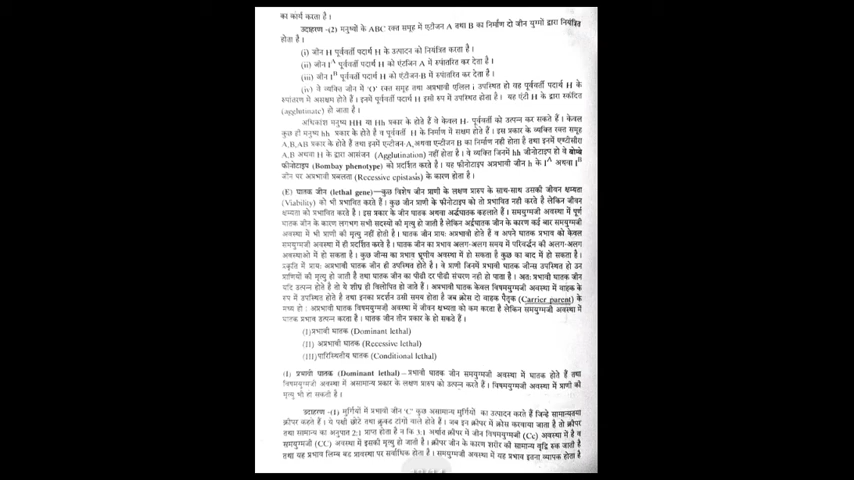 का कार्य करता है।
उदाहरण -(2) मनुष्यों के ABC रक्त समूह में एंटीजन A तथा B का निर्माण दो जीन युग्मों द्वारा नियंत्रित
होता है।
(i) जीन H पूर्ववर्ती पदार्थ H के उत्पादन को नियंत्रित करता है।
(ii) जीन I^A पूर्ववर्ती पदार्थ H को एंटजिन A में रुपांतरित कर देता है।
(iii) जीन I^B पूर्ववर्ती पदार्थ H को एंटीजन-B में रुपांतरित कर देता है।
(iv) वे व्यक्ति जीन में 'O' रक्त समूह तथा अप्रभावी एलिल i उपस्थित हो वह पूर्ववर्ती पदार्थ H के
रुपांतरण में असक्षम होते हैं। इनमें पूर्ववर्ती पदार्थ H इसी रुप में उपस्थित होता है। यह एंटी H के द्वारा स्कंदित
(agglutinate) हो जाता है।
अधिकांश मनुष्य HH या Hh प्रकार के होते हैं वे केवल H- पूर्ववर्ती को उत्पन्न कर सकते हैं। केवल
कुछ ही मनुष्य hh प्रकार के होते है व पूर्ववर्ती H के निर्माण में सक्षम होते हैं। इस प्रकार के व्यक्ति रक्त समूह
A,B,AB प्रकार के होते है तथा इनमें एन्टीजन A,अथवा एन्टीजन B का निर्माण नही होता है तथा इनमें एण्टीसीरा
A,B अथवा H के द्वारा आसंजन (Agglutination) नहीं होता है। वे व्यक्ति जिनमें hh जीनोटाइप हो वे बोम्बे
फीनोटाइप (Bombay phenotype) को प्रदर्शित करते है। यह फीनोटाइप अप्रभावी जीन h के I^A अथवा I^B
जीन पर अप्रभावी प्रबलता (Recessive epistasis) के कारण होता है।
(E) घातक जीन (lethal gene)—कुछ विशेष जीन प्राणी के लक्षण प्रारुप के साथ-साथ उसकी जीवन क्षम्यता
(Viability) को भी प्रभावित करते हैं। कुछ जीन प्राणी के फीनोटाइप को तो प्रभावित नही करते है लेकिन जीवन
क्षम्यता को प्रभावित करते है। इस प्रकार के जीन घातक अथवा अर्द्धघातक कहलाते हैं। समयुग्मजी अवस्था में पूर्ण
घातक जीन के कारण लगभग सभी सदस्यों की मृत्यु हो जाती है लेकिन अर्द्वघातक जीन के कारण कई बार समयुग्मजी
अवस्था में भी प्राणी की मृत्यु नहीं होती है। घातक जीन प्रायः अप्रभावी होते हैं व अपने घातक प्रभाव को केवल
समयुग्मजी अवस्था में ही प्रदर्शित करते है। घातक जीन का प्रभाव अलग-अलग समय में परिवर्द्धन की अलग-अलग
अवस्थाओ में हो सकता है। कुछ जीन्स का प्रभाव भ्रूणीय अवस्था में हो सकता है कुछ का बाद में हो सकता है।
प्रकृति में प्रायः अप्रभावी घातक जीन ही उपस्थित होते है। वे प्राणी जिनमें प्रभावी घातक जीन्स उपस्थित हो उन
प्राणियों की मृत्यु हो जाती है तथा घातक जीन का पीढी दर पीढी संचरण नही हो पाता है। अतः प्रभावी घातक जीन
यदि उत्पन्न होते है तो ये शीघ्र ही विलोपित हो जाते हैं। अप्रभावी घातक केवल विषमयुग्मजी अवस्था में वाहक के
रुप में उपस्थित होते है तथा इनका प्रदर्शन उसी समय होता है जब क्रोस दो वाहक पैतृक (Carrier parent) के
मध्य हो। अप्रभावी घातक विषमयुग्मजी अवस्था में जीवन क्षम्यता को कम करता है लेकिन समयुग्मजी अवस्था में
घातक प्रभाव उत्पन्न करता है। घातक जीन तीन प्रकार के हो सकते हैं।
(I)प्रभावी घातक (Dominant lethal)
(II) अप्रभावी घातक (Recessive lethal)
(III)पारिस्थितीय घातक (Conditional lethal)
(I) प्रभावी घातक (Dominant lethal) –प्रभावी घातक जीन समयुग्मजी अवस्था में घातक होते हैं तथा
विषमयुग्मजी अवस्था में असामान्य प्रकार के लक्षण प्रारुप को उत्पन्न करते हैं। विषमयुग्मजी अवस्था में प्राणी की
मृत्यु भी हो सकती है।
उदाहरण -(1) मुर्गियों में प्रभावी जीन 'C' कुछ असामान्य मुर्गियों का उत्पादन करते हैं जिन्हे सामान्यतया
क्रीपर कहते हैं। ये पक्षी छोटे तथा क्रुकड टांगो वाले होते हैं। जब इन क्रीपर में क्रोस करवाया जाता है तो क्रीपर
तथा सामान्य का अनुपात 2:1 प्राप्त होता है न कि 3:1 अर्थात क्रीपर में जीन विषमयुग्मजी (Cc) अवस्था में है व
समयुग्मजी (CC) अवस्था में इसकी मृत्यु हो जाती है। क्रीपर जीन के कारण शरीर की सामान्य वृद्वि रुक जाती है
तथा यह प्रभाव लिम्ब बड प्रावस्था पर सर्वाधिक होता है। समयुग्मजी अवस्था में यह प्रभाव इतना व्यापक होता है